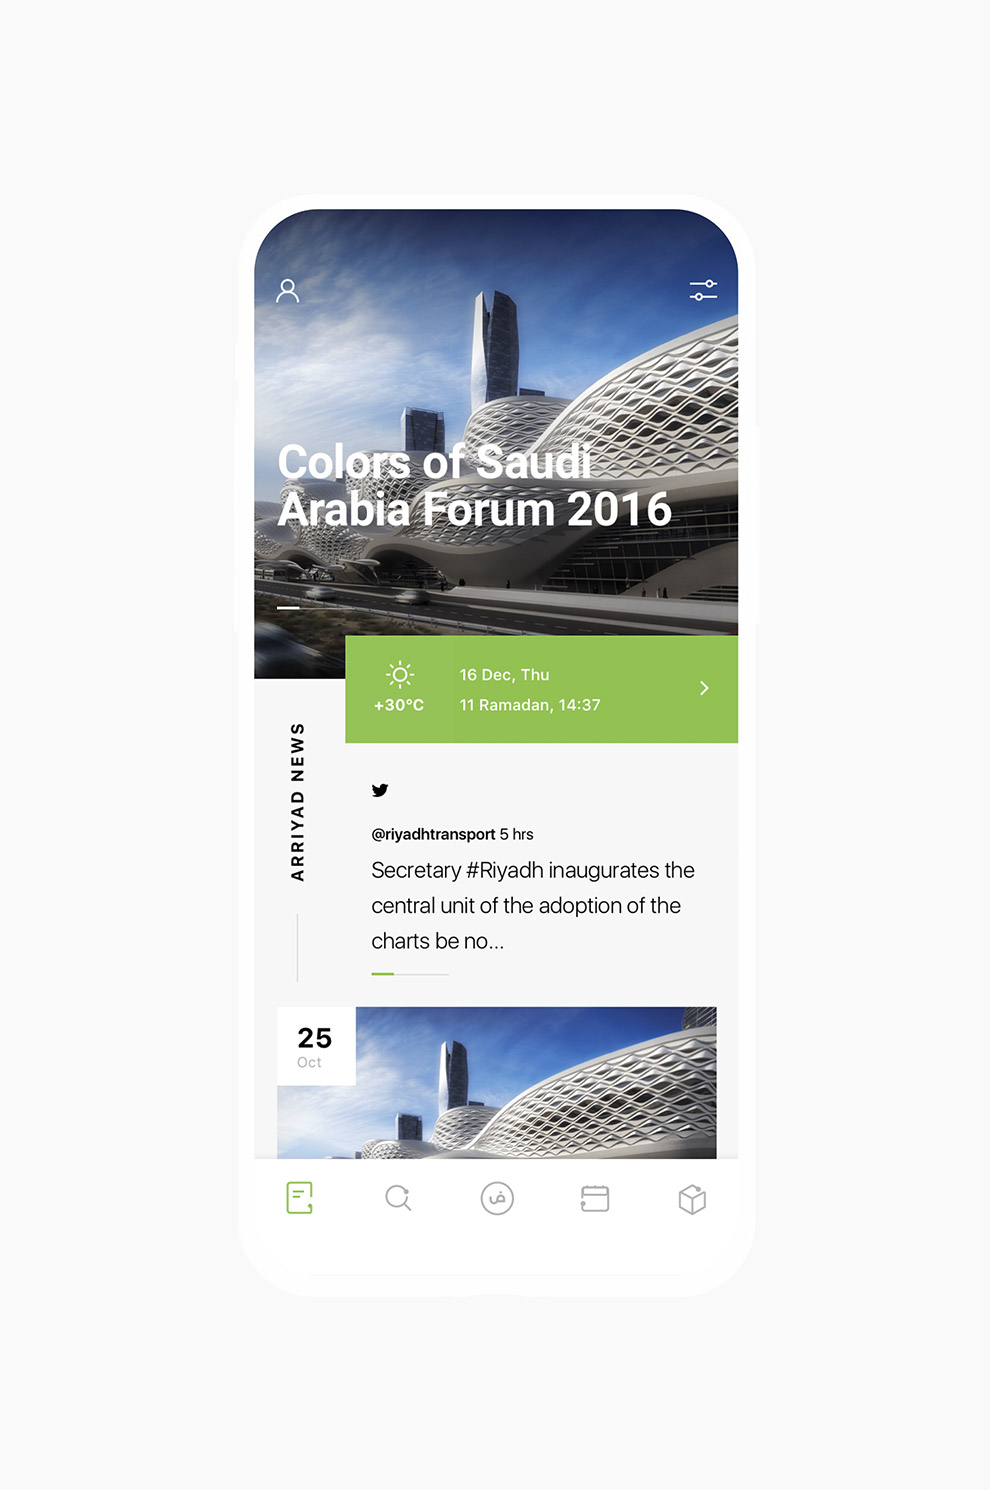 Colors of Saudi
Arabia Forum 2016
+30°C
16 Dec, Thu
11 Ramadan, 14:37
ARRIYAD NEWS
@riyadhtransport 5 hrs
Secretary #Riyadh inaugurates the
central unit of the adoption of the
charts be no...
25
Oct
ض